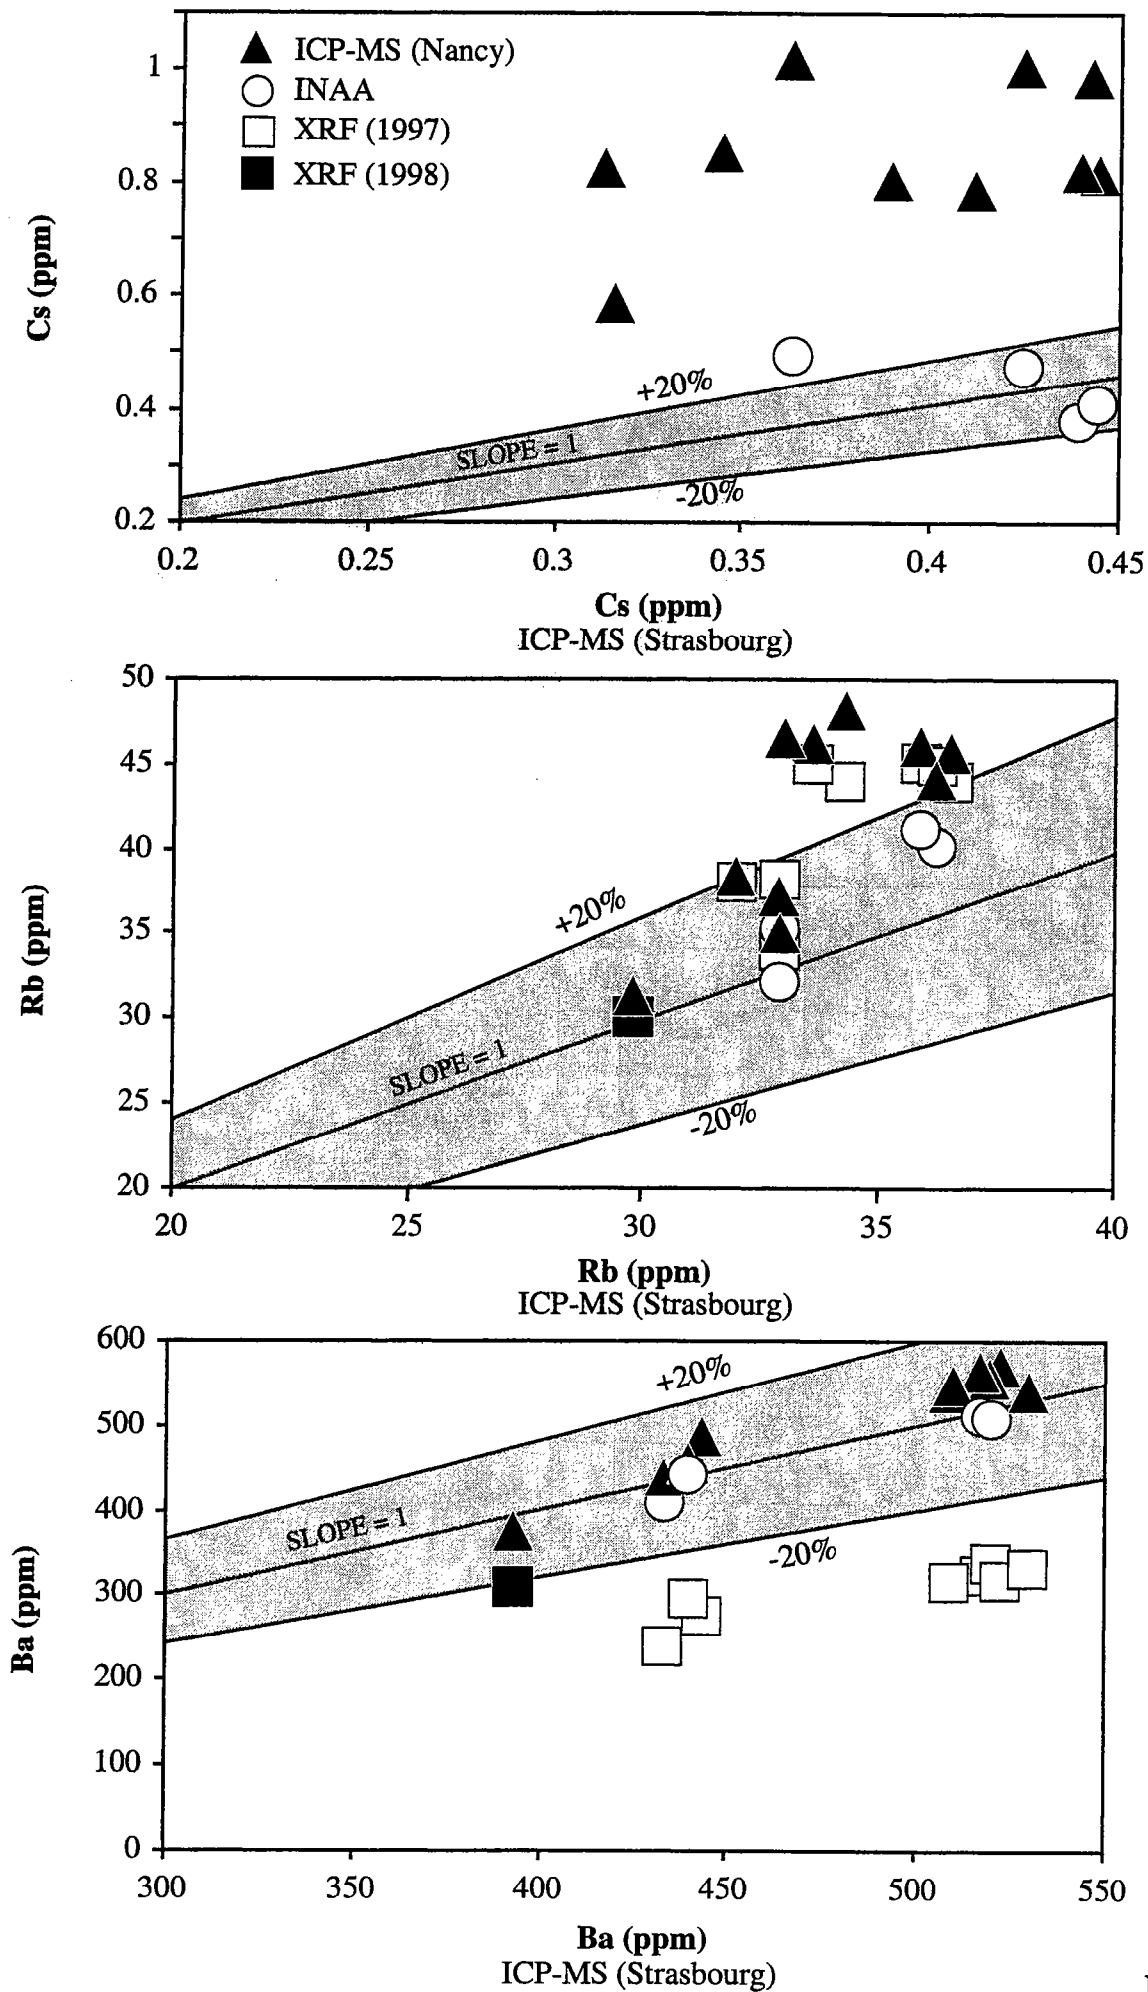 1
0.8
0.6
0.4
0.2
Cs (ppm)
ICP-MS (Nancy)
INAA
XRF (1997)
XRF (1998)
+20%
SLOPE = 1
-20%
0.2 0.25 0.3 0.35 0.4 0.45
Cs (ppm)
ICP-MS (Strasbourg)
50
45
40
35
30
25
20
Rb (ppm)
+20%
SLOPE = 1
-20%
20 25 30 35 40
Rb (ppm)
ICP-MS (Strasbourg)
600
500
400
300
200
100
0
Ba (ppm)
+20%
SLOPE = 1
-20%
300 350 400 450 500 550
Ba (ppm)
ICP-MS (Strasbourg)